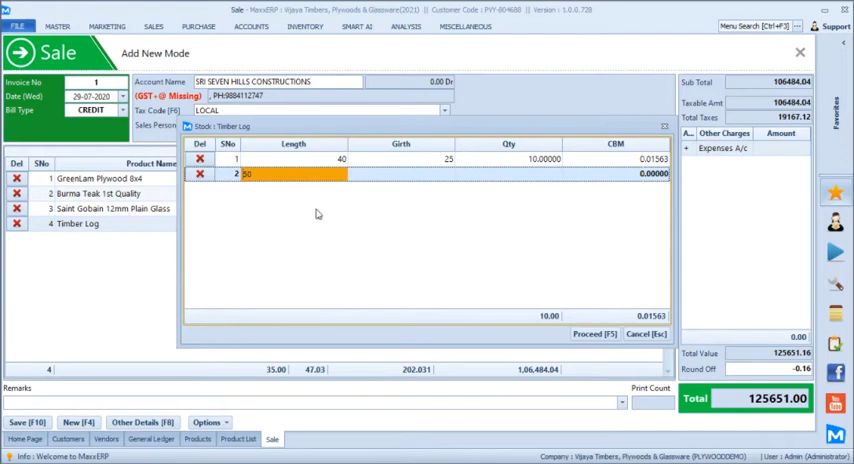 Sale - MaxxERP : Vijaya Timbers, Plywoods & Glassware(2021) || Customer Code : PVY-804688 || Version : 1.0.0.728
FILE MASTER MARKETING SALES PURCHASE ACCOUNTS INVENTORY SMART AI ANALYSIS MISCELLANEOUS Menu Search [Ctrl+F3] ... Support
Sale Add New Mode
Invoice No 1
Date (Wed) 29-07-2020
Bill Type CREDIT
Account Name SRI SEVEN HILLS CONSTRUCTIONS 0.00 Dr
(GST+@ Missing) , PH:9884112747
Tax Code [F6] LOCAL
Sales Person
Sub Total 106484.04
Taxable Amt 106484.04
Total Taxes 19167.12
A... Other Charges Amount
+ Expenses A/c
Favorites
Del SNo Product Name
1 GreenLam Plywood 8x4
2 Burma Teak 1st Quality
3 Saint Gobain 12mm Plain Glass
4 Timber Log
Stock : Timber Log
Del SNo Length Girth Qty CBM
1 40 25 10.00000 0.01563
2 50 0.00000
10.00 0.01563
Proceed [F5] Cancel [Esc]
0.00
4 35.00 47.03 202.031 1,06,484.04
Total Value 125651.16
Round Off -0.16
Remarks Print Count
Total 125651.00
Save [F10] New [F4] Other Details [F8] Options
Home Page Customers Vendors General Ledger Products Product List Sale
Info : Welcome to MaxxERP Company : Vijaya Timbers, Plywoods & Glassware (PLYWOODDEMO) | User : Admin (Administrator)